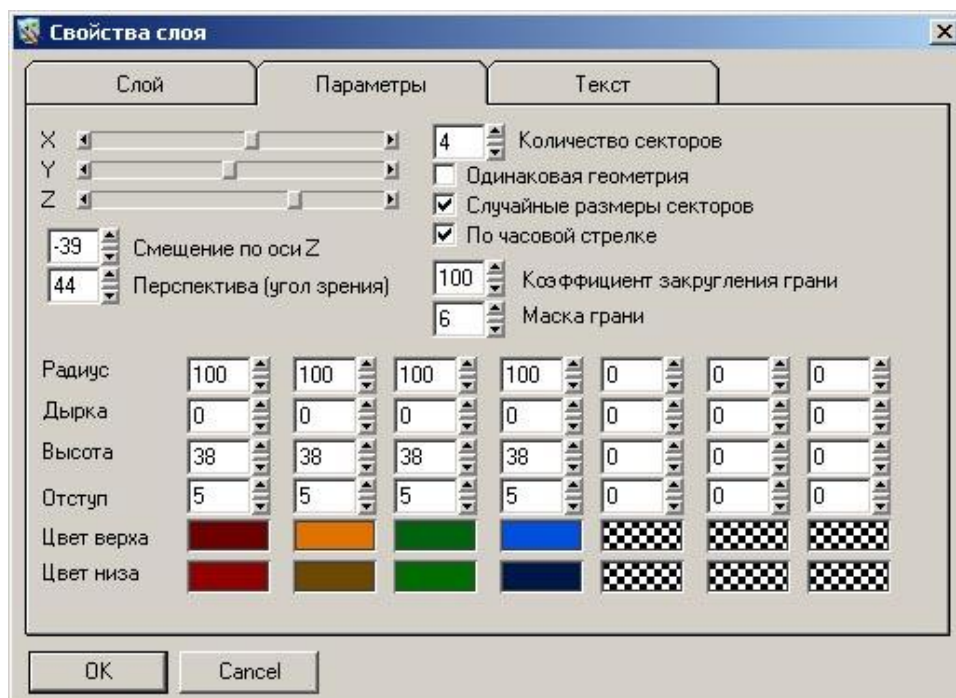 Свойства слоя
Слой Параметры Текст
X
Y
Z
4 Количество секторов
Одинаковая геометрия
Случайные размеры секторов
По часовой стрелке
-39 Смещение по оси Z
44 Перспектива (угол зрения)
100 Коэффициент закругления грани
6 Маска грани
Радиус 100 100 100 100 0 0 0
Дырка 0 0 0 0 0 0 0
Высота 38 38 38 38 0 0 0
Отступ 5 5 5 5 0 0 0
Цвет верха
Цвет низа
OK Cancel